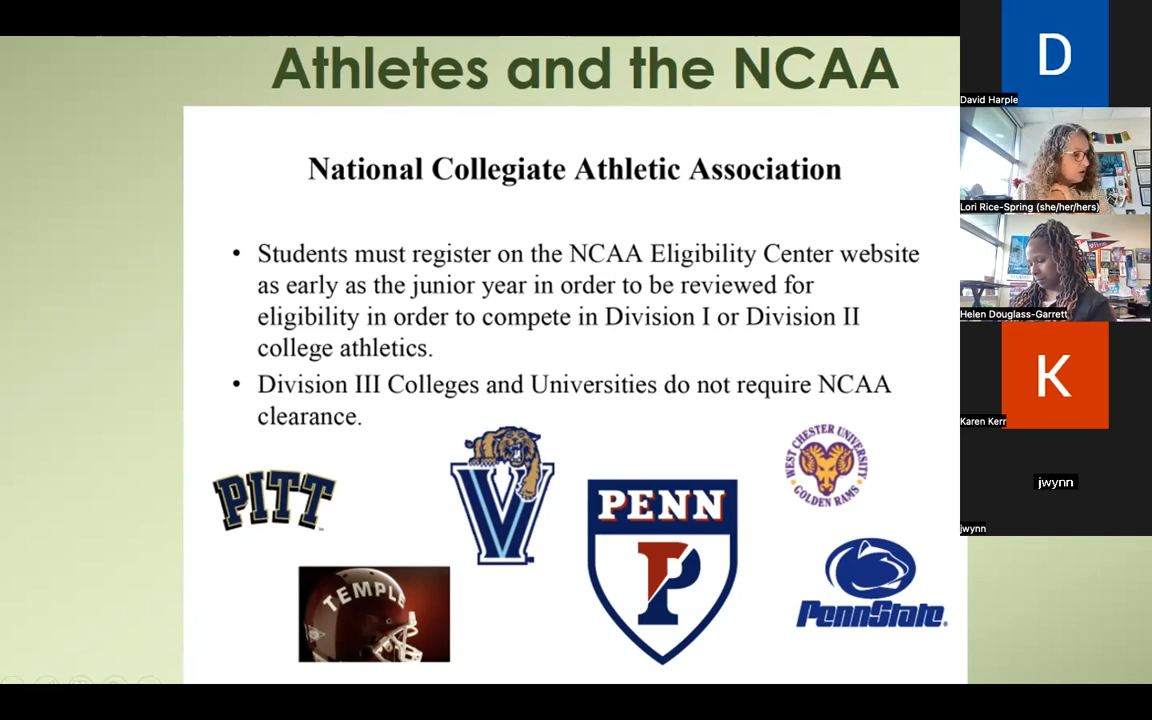 Athletes and the NCAA
National Collegiate Athletic Association
• Students must register on the NCAA Eligibility Center website
as early as the junior year in order to be reviewed for
eligibility in order to compete in Division I or Division II
college athletics.
• Division III Colleges and Universities do not require NCAA
clearance.
PITT
V
TEMPLE
PENN
P
WEST CHESTER UNIVERSITY
GOLDEN RAMS
PennState
D
David Harple
Lori Rice-Spring (she/her/hers)
Helen Douglass-Garrett
K
Karen Kerr
jwynn
jwynn